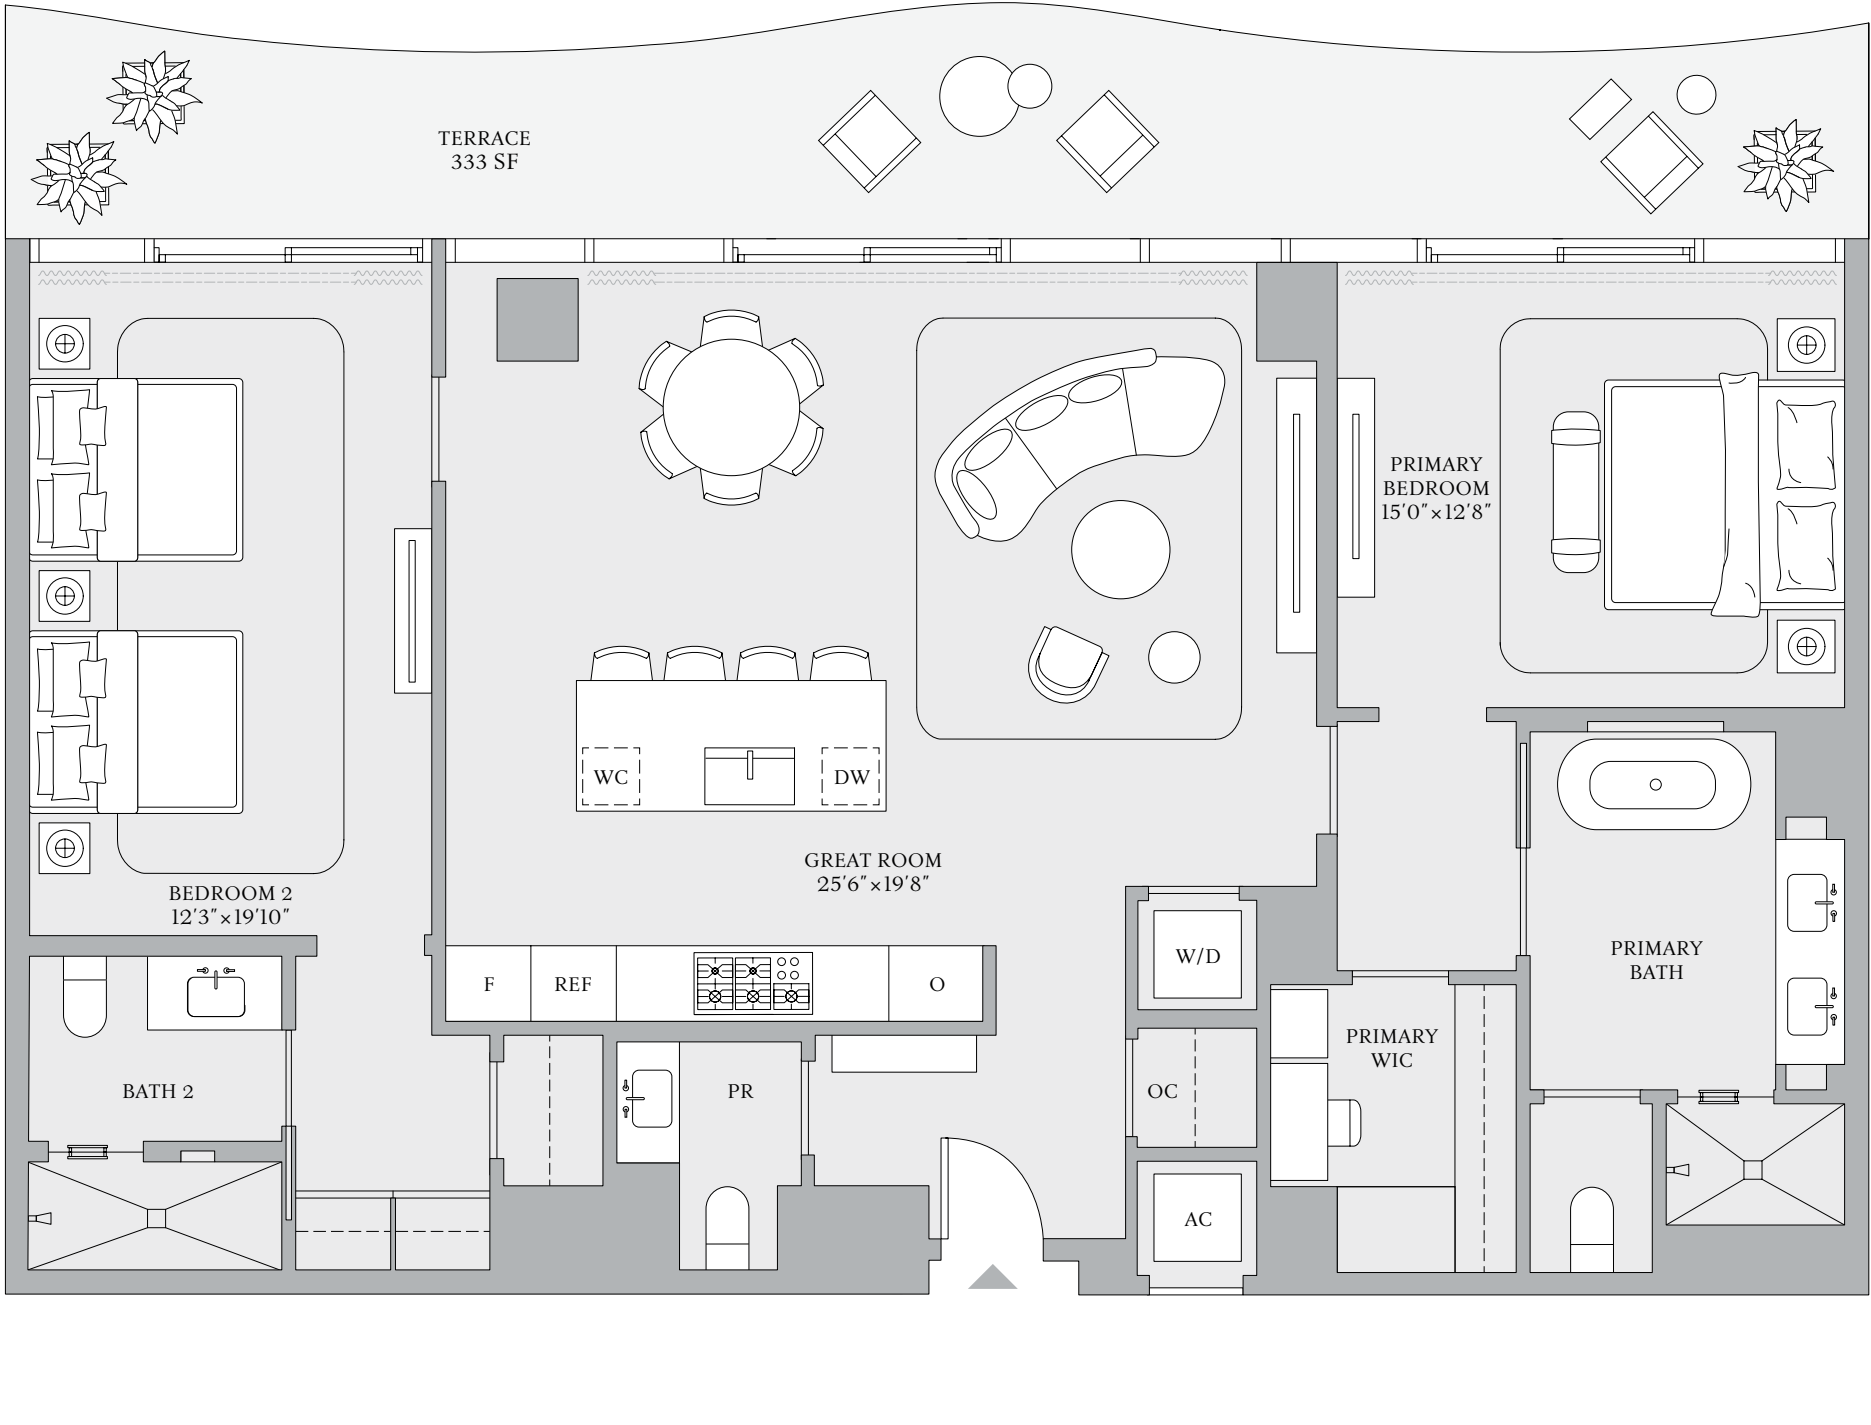 TERRACE
333 SF
PRIMARY
BEDROOM
15'0"×12'8"
WC
DW
GREAT ROOM
25'6"×19'8"
BEDROOM 2
12'3"×19'10"
F
REF
O
W/D
PRIMARY
BATH
PRIMARY
WIC
BATH 2
PR
OC
AC